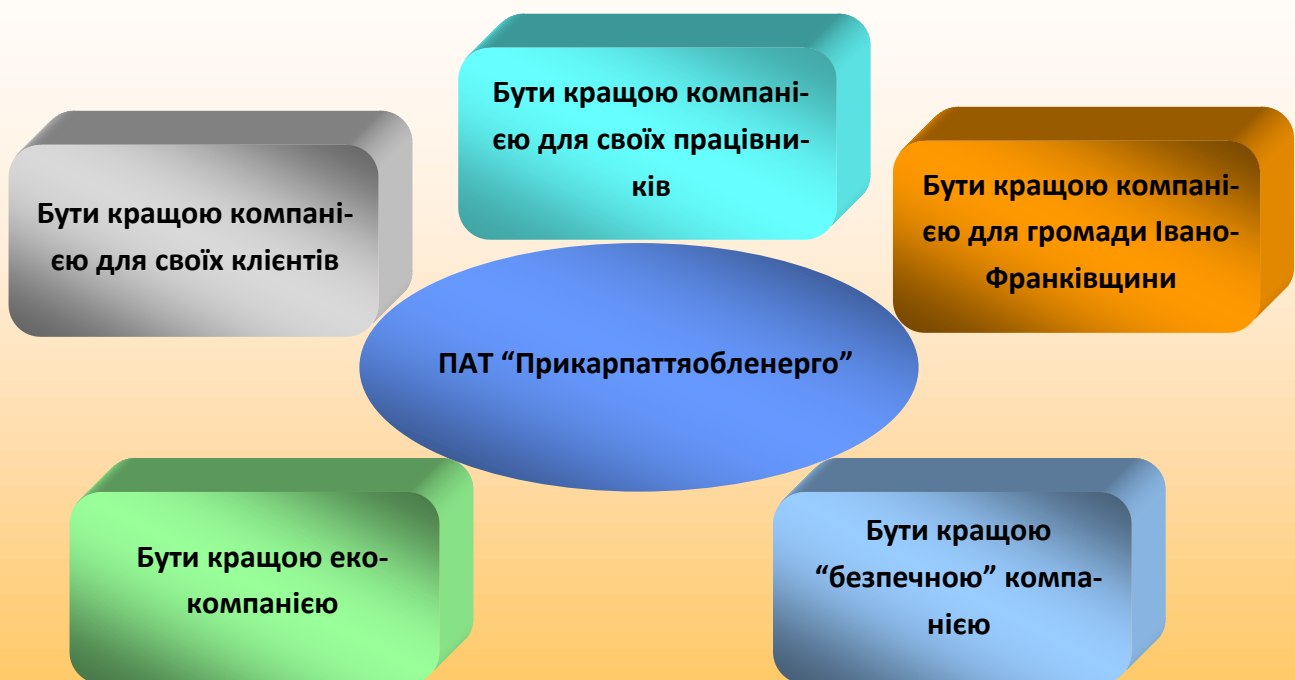 Бути кращою компані-
єю для своїх працівни-
ків
Бути кращою компані-
єю для своїх клієнтів
Бути кращою компані-
єю для громади Івано-
Франківщини
ПАТ “Прикарпаттяобленерго”
Бути кращою еко-
компанією
Бути кращою
“безпечною” компа-
нією